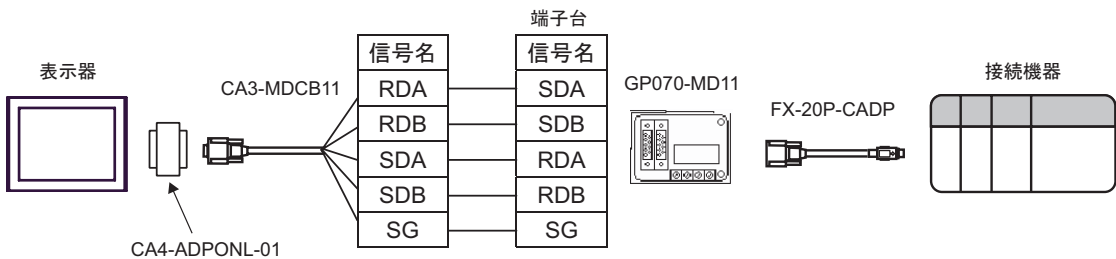 表示器
CA4-ADPONL-01
CA3-MDCB11
信号名
RDA
RDB
SDA
SDB
SG
端子台
信号名
SDA
SDB
RDA
RDB
SG
GP070-MD11
FX-20P-CADP
接続機器